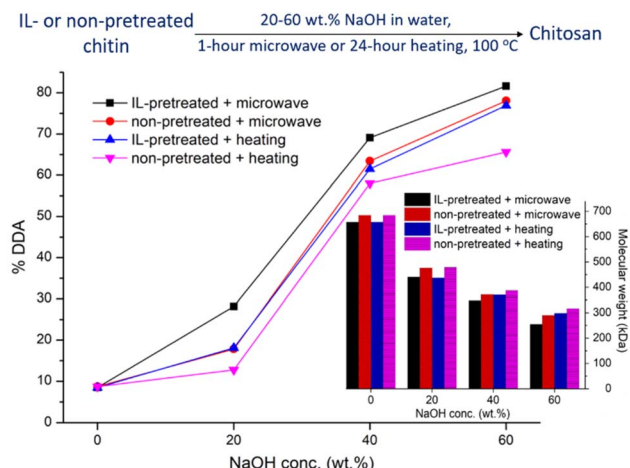 IL- or non-pretreated
chitin
20-60 wt.% NaOH in water,
1-hour microwave or 24-hour heating, 100 °C
Chitosan
80
70
60
50
40
30
20
10
0
% DDA
IL-pretreated + microwave
non-pretreated + microwave
IL-pretreated + heating
non-pretreated + heating
0
20
40
60
NaOH conc. (wt.%)
IL-pretreated + microwave
non-pretreated + microwave
IL-pretreated + heating
non-pretreated + heating
700
600
500
400
300
200
100
0
Molecular weight (kDa)
0
20
40
60
NaOH conc. (wt.%)